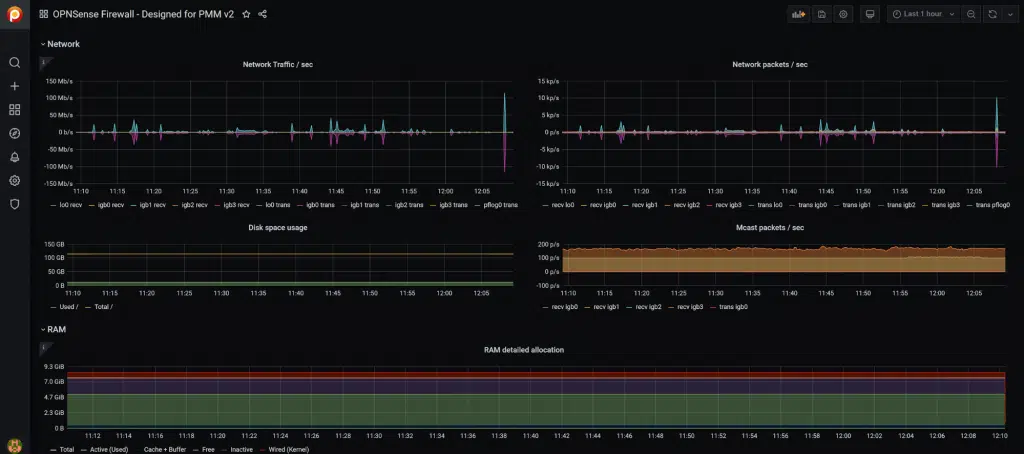 OPNSense Firewall - Designed for PMM v2
Last 1 hour
Network
Network Traffic / sec
150 Mb/s
100 Mb/s
50 Mb/s
0 b/s
-50 Mb/s
-100 Mb/s
-150 Mb/s
11:10 11:15 11:20 11:25 11:30 11:35 11:40 11:45 11:50 11:55 12:00 12:05
lo0 recv igb0 recv igb1 recv igb2 recv igb3 recv lo0 trans igb0 trans igb1 trans igb2 trans igb3 trans pflog0 trans
Network packets / sec
15 kp/s
10 kp/s
5 kp/s
0 p/s
-5 kp/s
-10 kp/s
-15 kp/s
11:10 11:15 11:20 11:25 11:30 11:35 11:40 11:45 11:50 11:55 12:00 12:05
recv lo0 recv igb0 recv igb1 recv igb2 recv igb3 trans lo0 trans igb0 trans igb1 trans igb2 trans igb3 trans pflog0
Disk space usage
150 GB
100 GB
50 GB
0 B
11:10 11:15 11:20 11:25 11:30 11:35 11:40 11:45 11:50 11:55 12:00 12:05
Used / Total /
Mcast packets / sec
200 p/s
100 p/s
0 p/s
-100 p/s
11:10 11:15 11:20 11:25 11:30 11:35 11:40 11:45 11:50 11:55 12:00 12:05
recv igb0 recv igb1 recv igb2 recv igb3 trans igb0
RAM
RAM detailed allocation
9.3 GiB
7.0 GiB
4.7 GiB
2.3 GiB
0 B
11:12 11:14 11:16 11:18 11:20 11:22 11:24 11:26 11:28 11:30 11:32 11:34 11:36 11:38 11:40 11:42 11:44 11:46 11:48 11:50 11:52 11:54 11:56 11:58 12:00 12:02 12:04 12:06 12:08 12:10
Total Active (Used) Cache + Buffer Free Inactive Wired (Kernel)